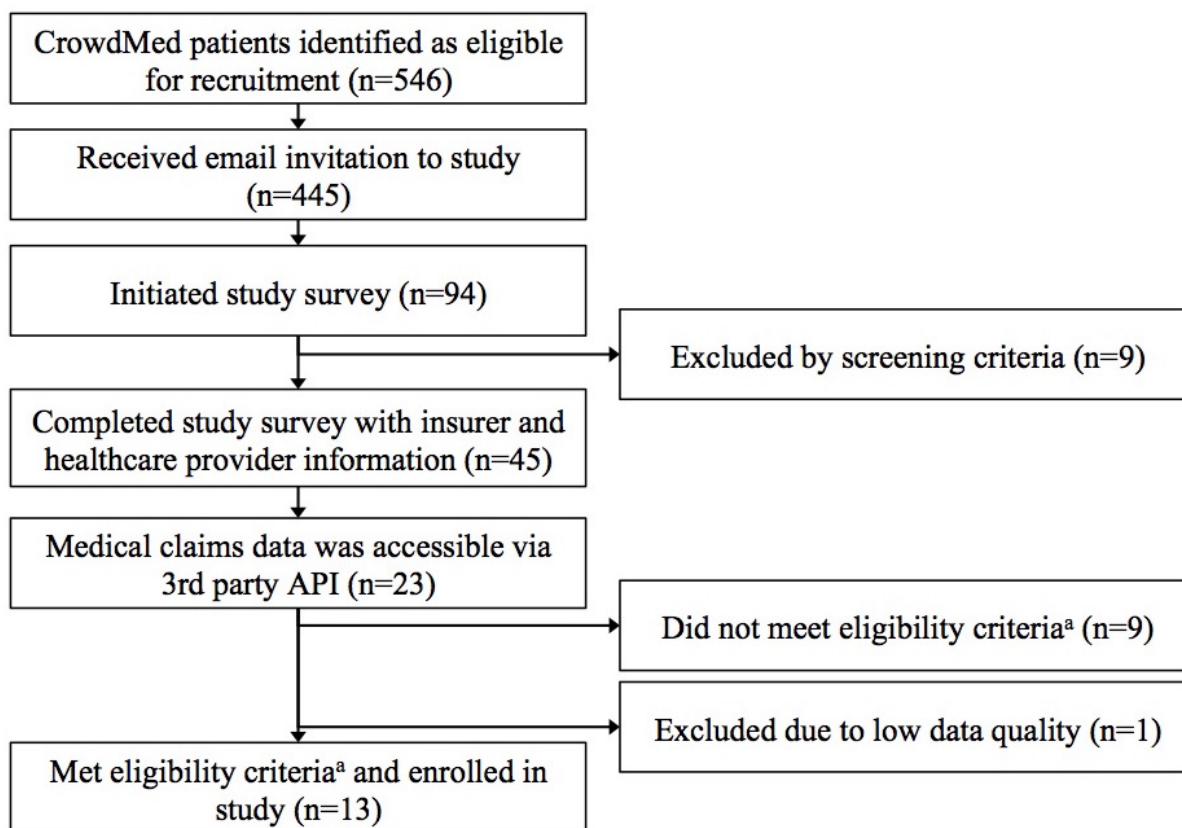 CrowdMed patients identified as eligible
for recruitment (n=546)
Received email invitation to study
(n=445)
Initiated study survey (n=94)
Excluded by screening criteria (n=9)
Completed study survey with insurer and
healthcare provider information (n=45)
Medical claims data was accessible via
3rd party API (n=23)
Did not meet eligibility criteriaᵃ (n=9)
Excluded due to low data quality (n=1)
Met eligibility criteriaᵃ and enrolled in
study (n=13)